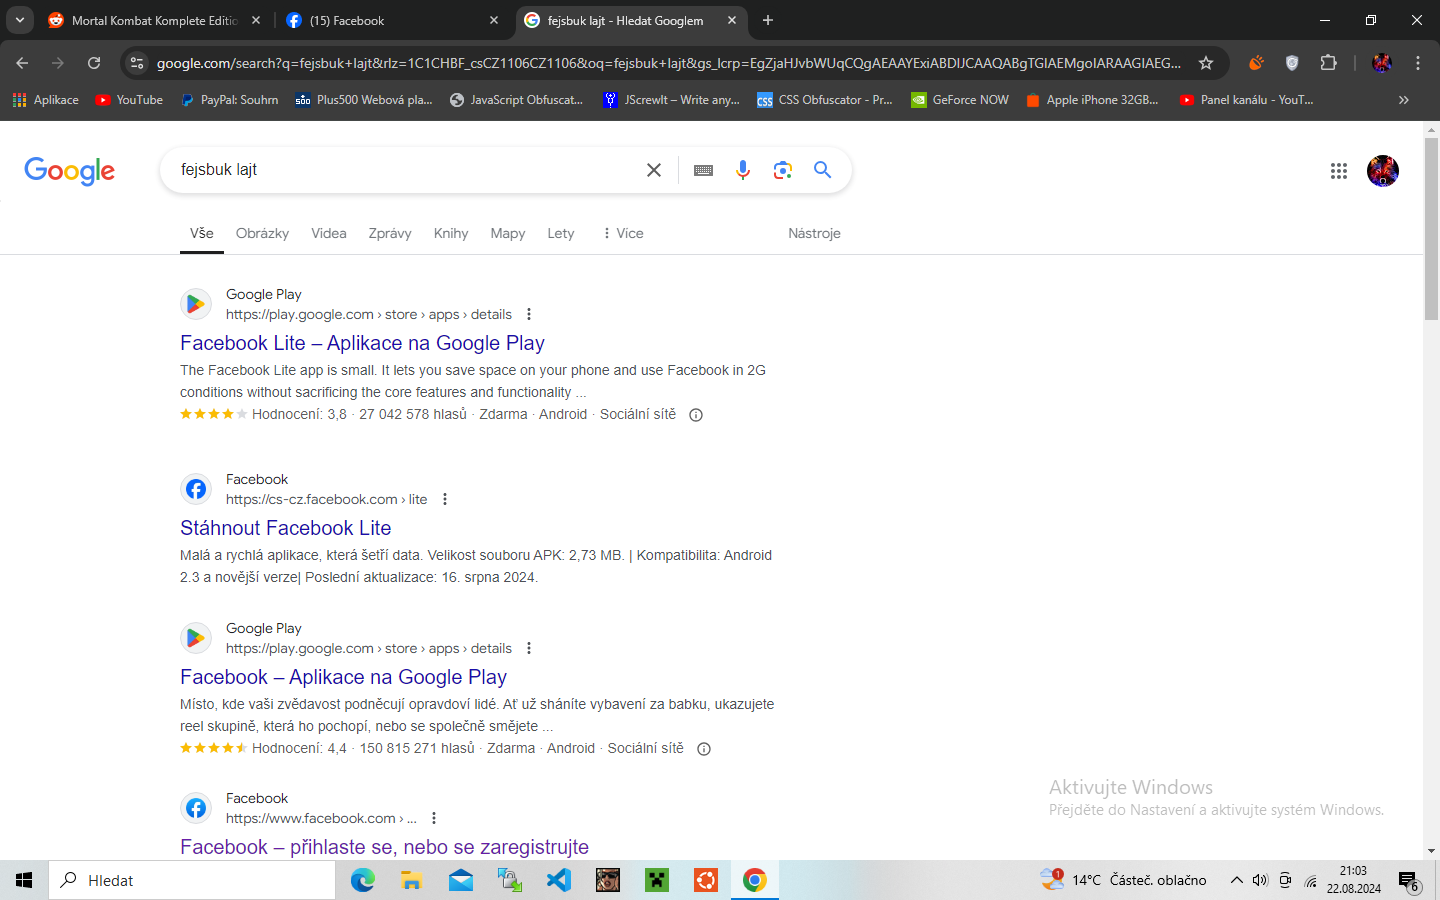 Mortal Kombat Komplete Editio
(15) Facebook
fejsbuk lajt - Hledat Googlem
google.com/search?q=fejsbuk+lajt&rlz=1C1CHBF_csCZ1106CZ1106&oq=fejsbuk+lajt&gs_lcrp=EgZjaHJvbWUqCQgAEAAYExiABDIJCAAQABgTGIAEMgoIARAAGIAEG...
Aplikace
YouTube
PayPal: Souhrn
Plus500 Webová pla...
JavaScript Obfuscat...
JScrewIt – Write any...
CSS Obfuscator - Pr...
GeForce NOW
Apple iPhone 32GB...
Panel kanálu - YouT...
Google
fejsbuk lajt
Vše
Obrázky
Videa
Zprávy
Knihy
Mapy
Lety
Více
Nástroje
Google Play
https://play.google.com › store › apps › details
Facebook Lite – Aplikace na Google Play
The Facebook Lite app is small. It lets you save space on your phone and use Facebook in 2G
conditions without sacrificing the core features and functionality ...
Hodnocení: 3,8 · 27 042 578 hlasů · Zdarma · Android · Sociální sítě
Facebook
https://cs-cz.facebook.com › lite
Stáhnout Facebook Lite
Malá a rychlá aplikace, která šetří data. Velikost souboru APK: 2,73 MB. | Kompatibilita: Android
2.3 a novější verze| Poslední aktualizace: 16. srpna 2024.
Google Play
https://play.google.com › store › apps › details
Facebook – Aplikace na Google Play
Místo, kde vaši zvědavost podněcují opravdoví lidé. Ať už sháníte vybavení za babku, ukazujete
reel skupině, která ho pochopí, nebo se společně smějete ...
Hodnocení: 4,4 · 150 815 271 hlasů · Zdarma · Android · Sociální sítě
Facebook
https://www.facebook.com › ...
Facebook – přihlaste se, nebo se zaregistrujte
Aktivujte Windows
Přejděte do Nastavení a aktivujte systém Windows.
Hledat
1
14°C Částeč. oblačno
21:03
22.08.2024
6